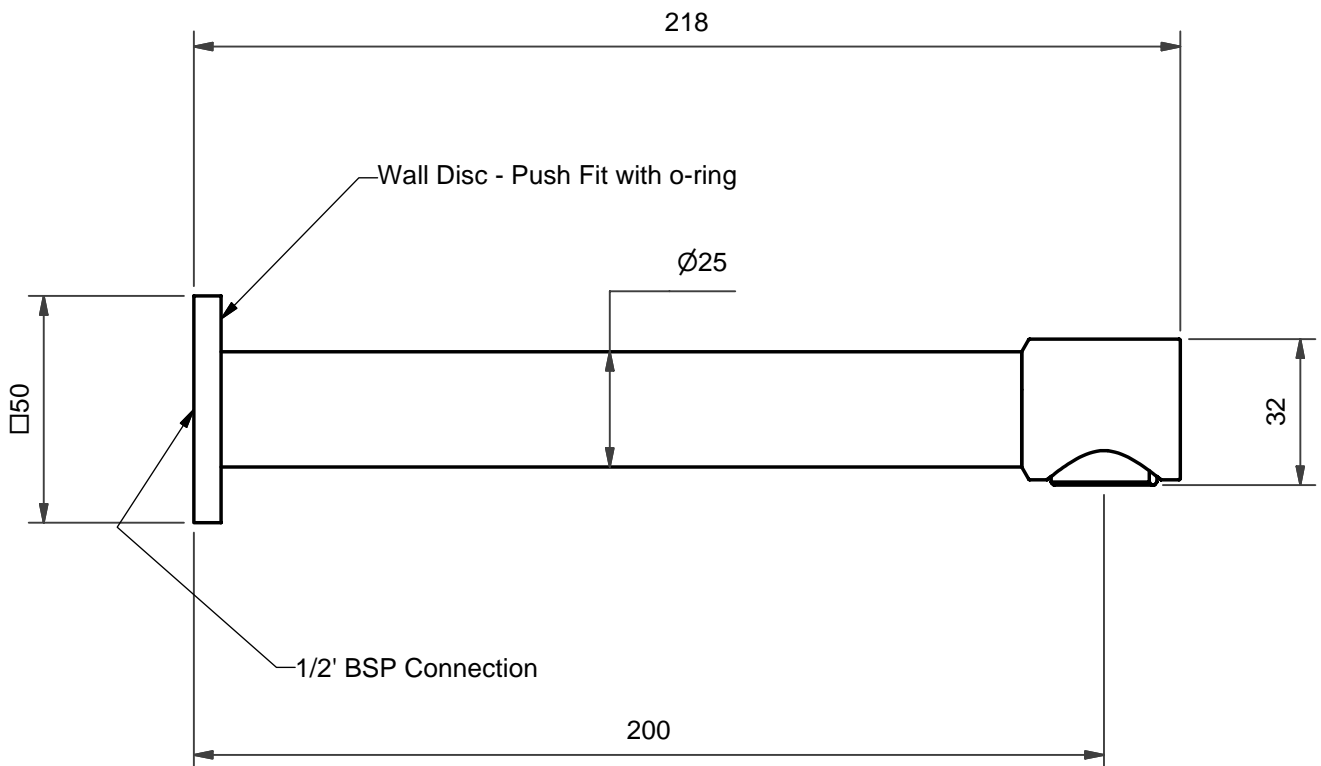 218
Wall Disc - Push Fit with o-ring
Ø25
□50
32
1/2' BSP Connection
200